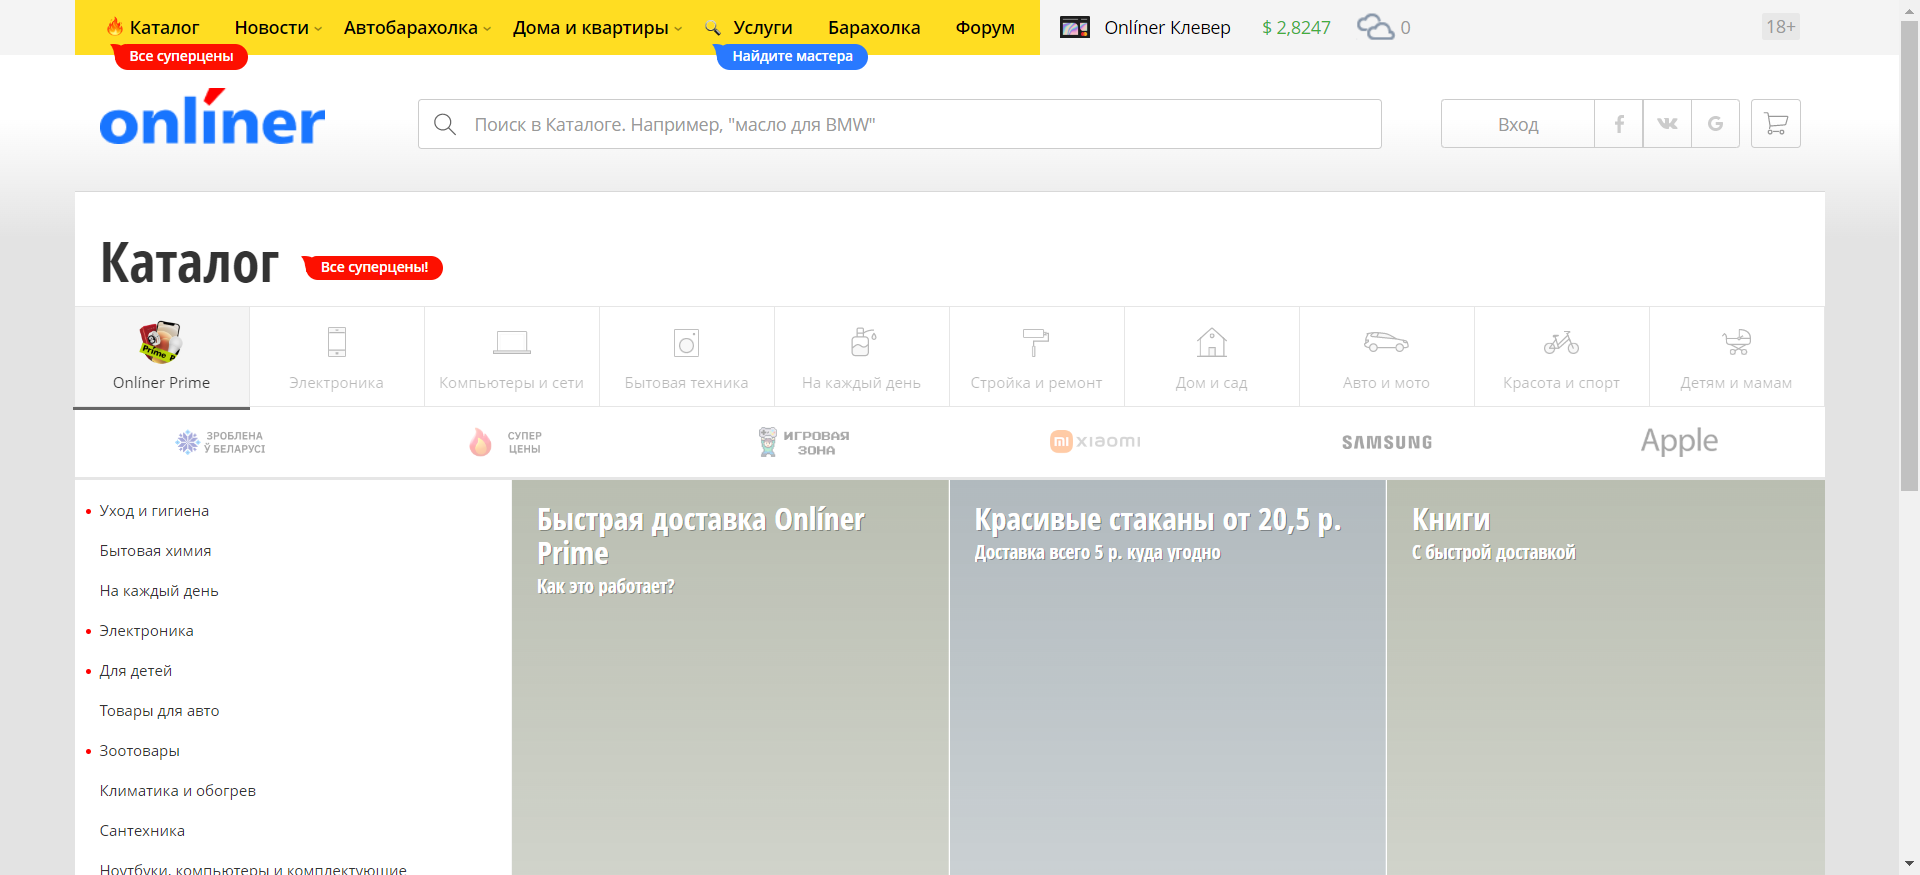 Каталог Новости Автобарахолка Дома и квартиры Услуги Барахолка Форум Onlíner Клевер $ 2,8247 0 18+
Все суперцены Найдите мастера
onlíner
Поиск в Каталоге. Например, "масло для BMW"
Вход
Каталог Все суперцены!
Prime
Onlíner Prime Электроника Компьютеры и сети Бытовая техника На каждый день Стройка и ремонт Дом и сад Авто и мото Красота и спорт Детям и мамам
ЗРОБЛЕНА
Ў БЕЛАРУСІ
СУПЕР
ЦЕНЫ
ИГРОВАЯ
ЗОНА
mi xiaomi
SAMSUNG
Apple
Уход и гигиена
Бытовая химия
На каждый день
Электроника
Для детей
Товары для авто
Зоотовары
Климатика и обогрев
Сантехника
Ноутбуки, компьютеры и комплектующие
Быстрая доставка Onlíner
Prime
Как это работает?
Красивые стаканы от 20,5 р.
Доставка всего 5 р. куда угодно
Книги
С быстрой доставкой